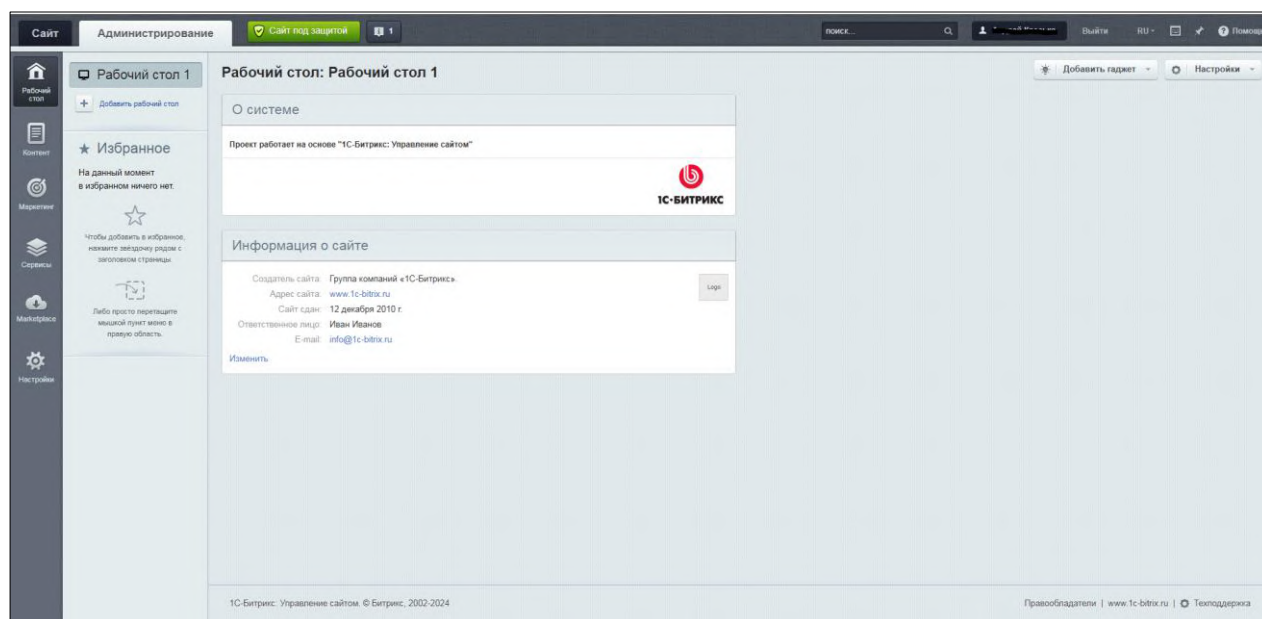 Сайт
Администрирование
Сайт под защитой
1
поиск...
Выйти
RU
Помощь
Рабочий стол
Контент
Маркетинг
Сервисы
Marketplace
Настройки
Рабочий стол 1
Добавить рабочий стол
Избранное
На данный момент
в избранном ничего нет.
Чтобы добавить в избранное,
нажмите звёздочку рядом с
заголовком страницы.
Либо просто перетащите
мышкой пункт меню в
правую область.
Рабочий стол: Рабочий стол 1
Добавить гаджет
Настройки
О системе
Проект работает на основе "1С-Битрикс: Управление сайтом"
1С·БИТРИКС
Информация о сайте
Создатель сайта: Группа компаний «1С-Битрикс».
Адрес сайта: www.1c-bitrix.ru
Сайт сдан: 12 декабря 2010 г.
Ответственное лицо: Иван Иванов
E-mail: info@1c-bitrix.ru
Logo
Изменить
1С-Битрикс: Управление сайтом. © Битрикс, 2002-2024
Правообладатели | www.1c-bitrix.ru | Техподдержка